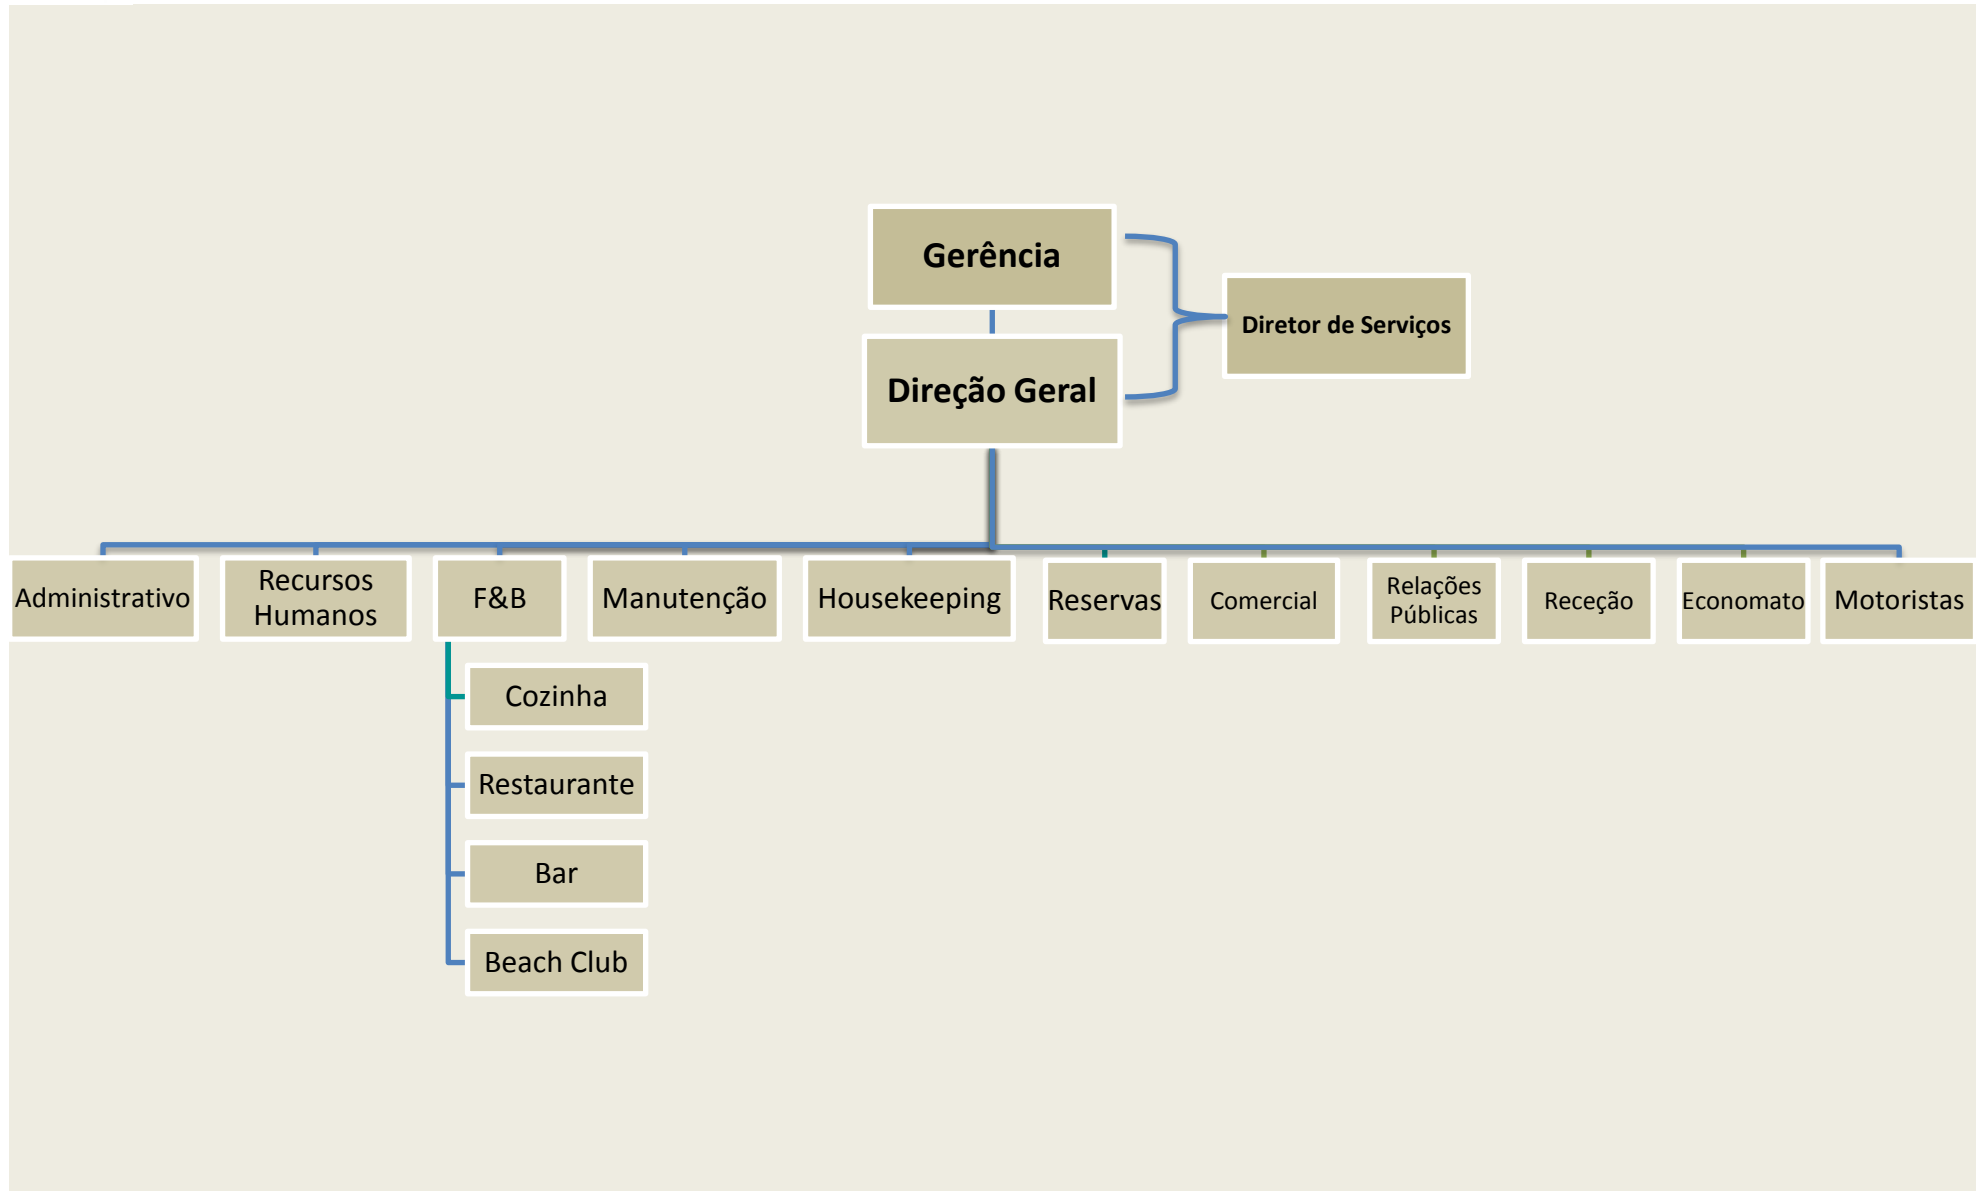 Gerência
Diretor de Serviços
Direção Geral
Administrativo
Recursos
Humanos
F&B
Manutenção
Housekeeping
Reservas
Comercial
Relações
Públicas
Receção
Economato
Motoristas
Cozinha
Restaurante
Bar
Beach Club